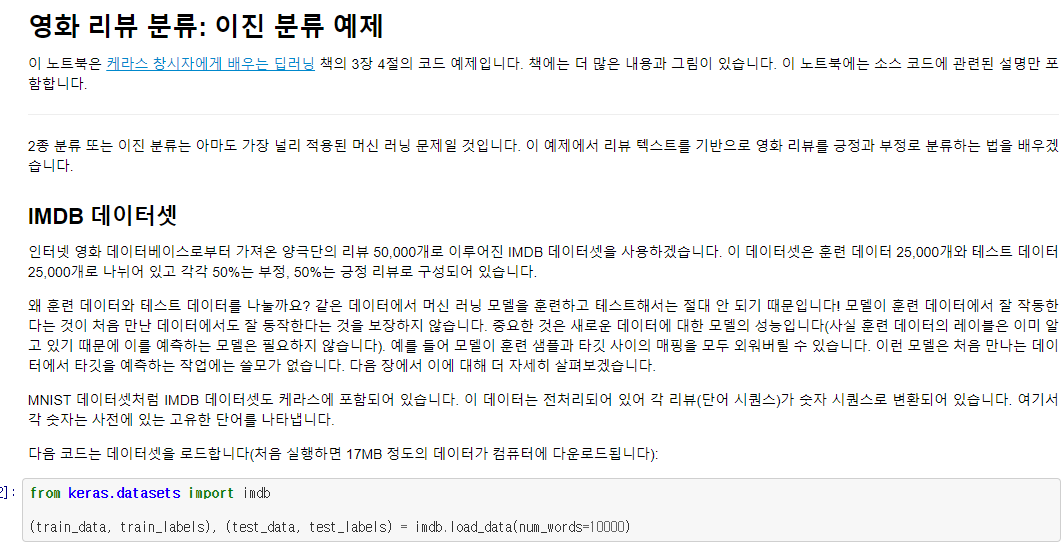 영화 리뷰 분류: 이진 분류 예제
이 노트북은 케라스 창시자에게 배우는 딥러닝 책의 3장 4절의 코드 예제입니다. 책에는 더 많은 내용과 그림이 있습니다. 이 노트북에는 소스 코드에 관련된 설명만 포
함합니다.
2종 분류 또는 이진 분류는 아마도 가장 널리 적용된 머신 러닝 문제일 것입니다. 이 예제에서 리뷰 텍스트를 기반으로 영화 리뷰를 긍정과 부정로 분류하는 법을 배우겠
습니다.
IMDB 데이터셋
인터넷 영화 데이터베이스로부터 가져온 양극단의 리뷰 50,000개로 이루어진 IMDB 데이터셋을 사용하겠습니다. 이 데이터셋은 훈련 데이터 25,000개와 테스트 데이터
25,000개로 나뉘어 있고 각각 50%는 부정, 50%는 긍정 리뷰로 구성되어 있습니다.
왜 훈련 데이터와 테스트 데이터를 나눌까요? 같은 데이터에서 머신 러닝 모델을 훈련하고 테스트해서는 절대 안 되기 때문입니다! 모델이 훈련 데이터에서 잘 작동한
다는 것이 처음 만난 데이터에서도 잘 동작한다는 것을 보장하지 않습니다. 중요한 것은 새로운 데이터에 대한 모델의 성능입니다(사실 훈련 데이터의 레이블은 이미 알
고 있기 때문에 이를 예측하는 모델은 필요하지 않습니다). 예를 들어 모델이 훈련 샘플과 타깃 사이의 매핑을 모두 외워버릴 수 있습니다. 이런 모델은 처음 만나는 데이
터에서 타깃을 예측하는 작업에는 쓸모가 없습니다. 다음 장에서 이에 대해 더 자세히 살펴보겠습니다.
MNIST 데이터셋처럼 IMDB 데이터셋도 케라스에 포함되어 있습니다. 이 데이터는 전처리되어 있어 각 리뷰(단어 시퀀스)가 숫자 시퀀스로 변환되어 있습니다. 여기서
각 숫자는 사전에 있는 고유한 단어를 나타냅니다.
다음 코드는 데이터셋을 로드합니다(처음 실행하면 17MB 정도의 데이터가 컴퓨터에 다운로드됩니다):
2]: from keras.datasets import imdb
(train_data, train_labels), (test_data, test_labels) = imdb.load_data(num_words=10000)